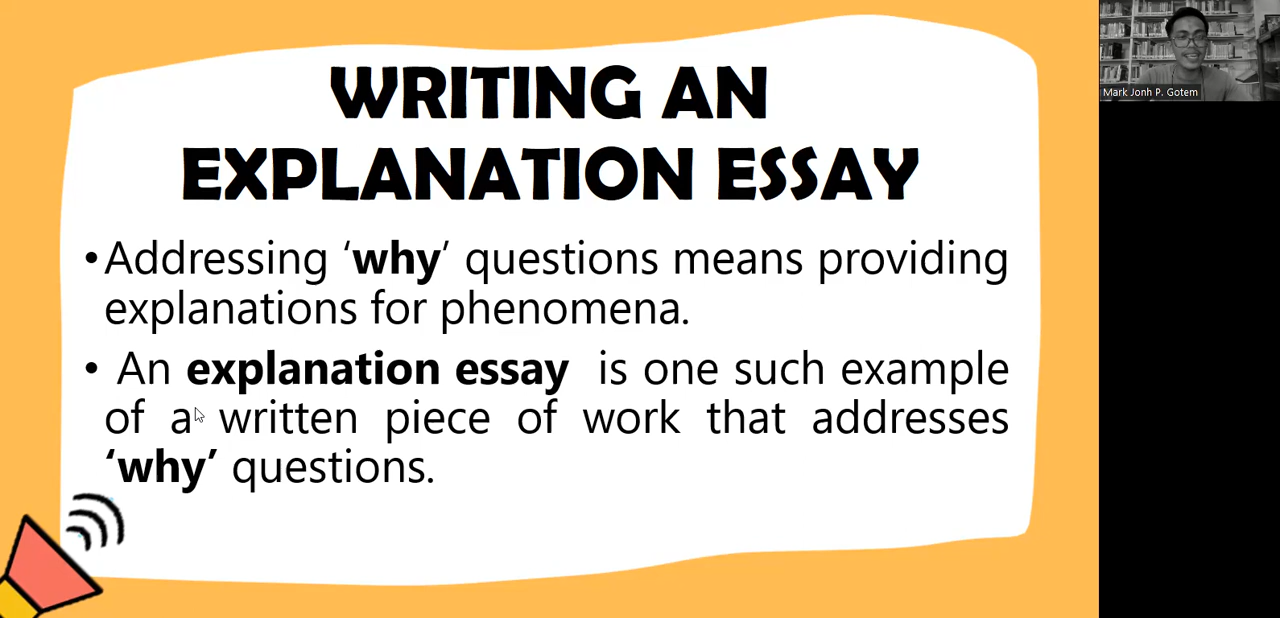 WRITING AN
EXPLANATION ESSAY
•Addressing ‘why’ questions means providing
explanations for phenomena.
• An explanation essay is one such example
of a written piece of work that addresses
‘why’ questions.
Mark Jonh P. Gotem